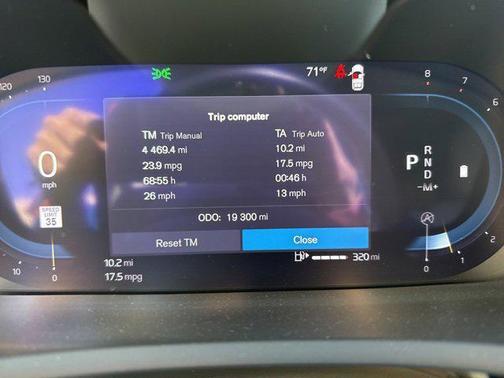 120
130
71°F
8
7
6
Trip computer
TM Trip Manual
TA Trip Auto
4 469.4 mi
10.2 mi
23.9 mpg
17.5 mpg
68:55 h
00:46 h
26 mph
13 mph
ODO: 19 300 mi
Reset TM
Close
0
mph
SPEED
LIMIT
35
P
R
N
D
-M+
0
10.2 mi
17.5 mpg
320 mi
0
1
2